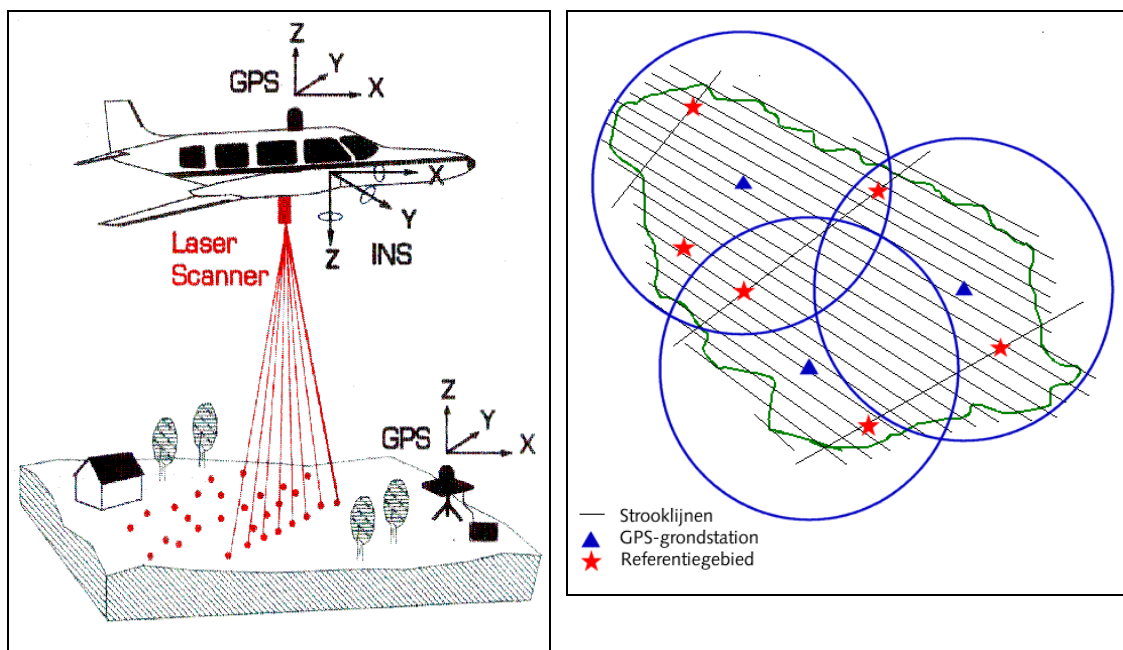 Z
GPS
Y
X
X
Y
Z
INS
Laser
Scanner
Z
Y
GPS
X
Strooklijnen
GPS-grondstation
Referentiegebied